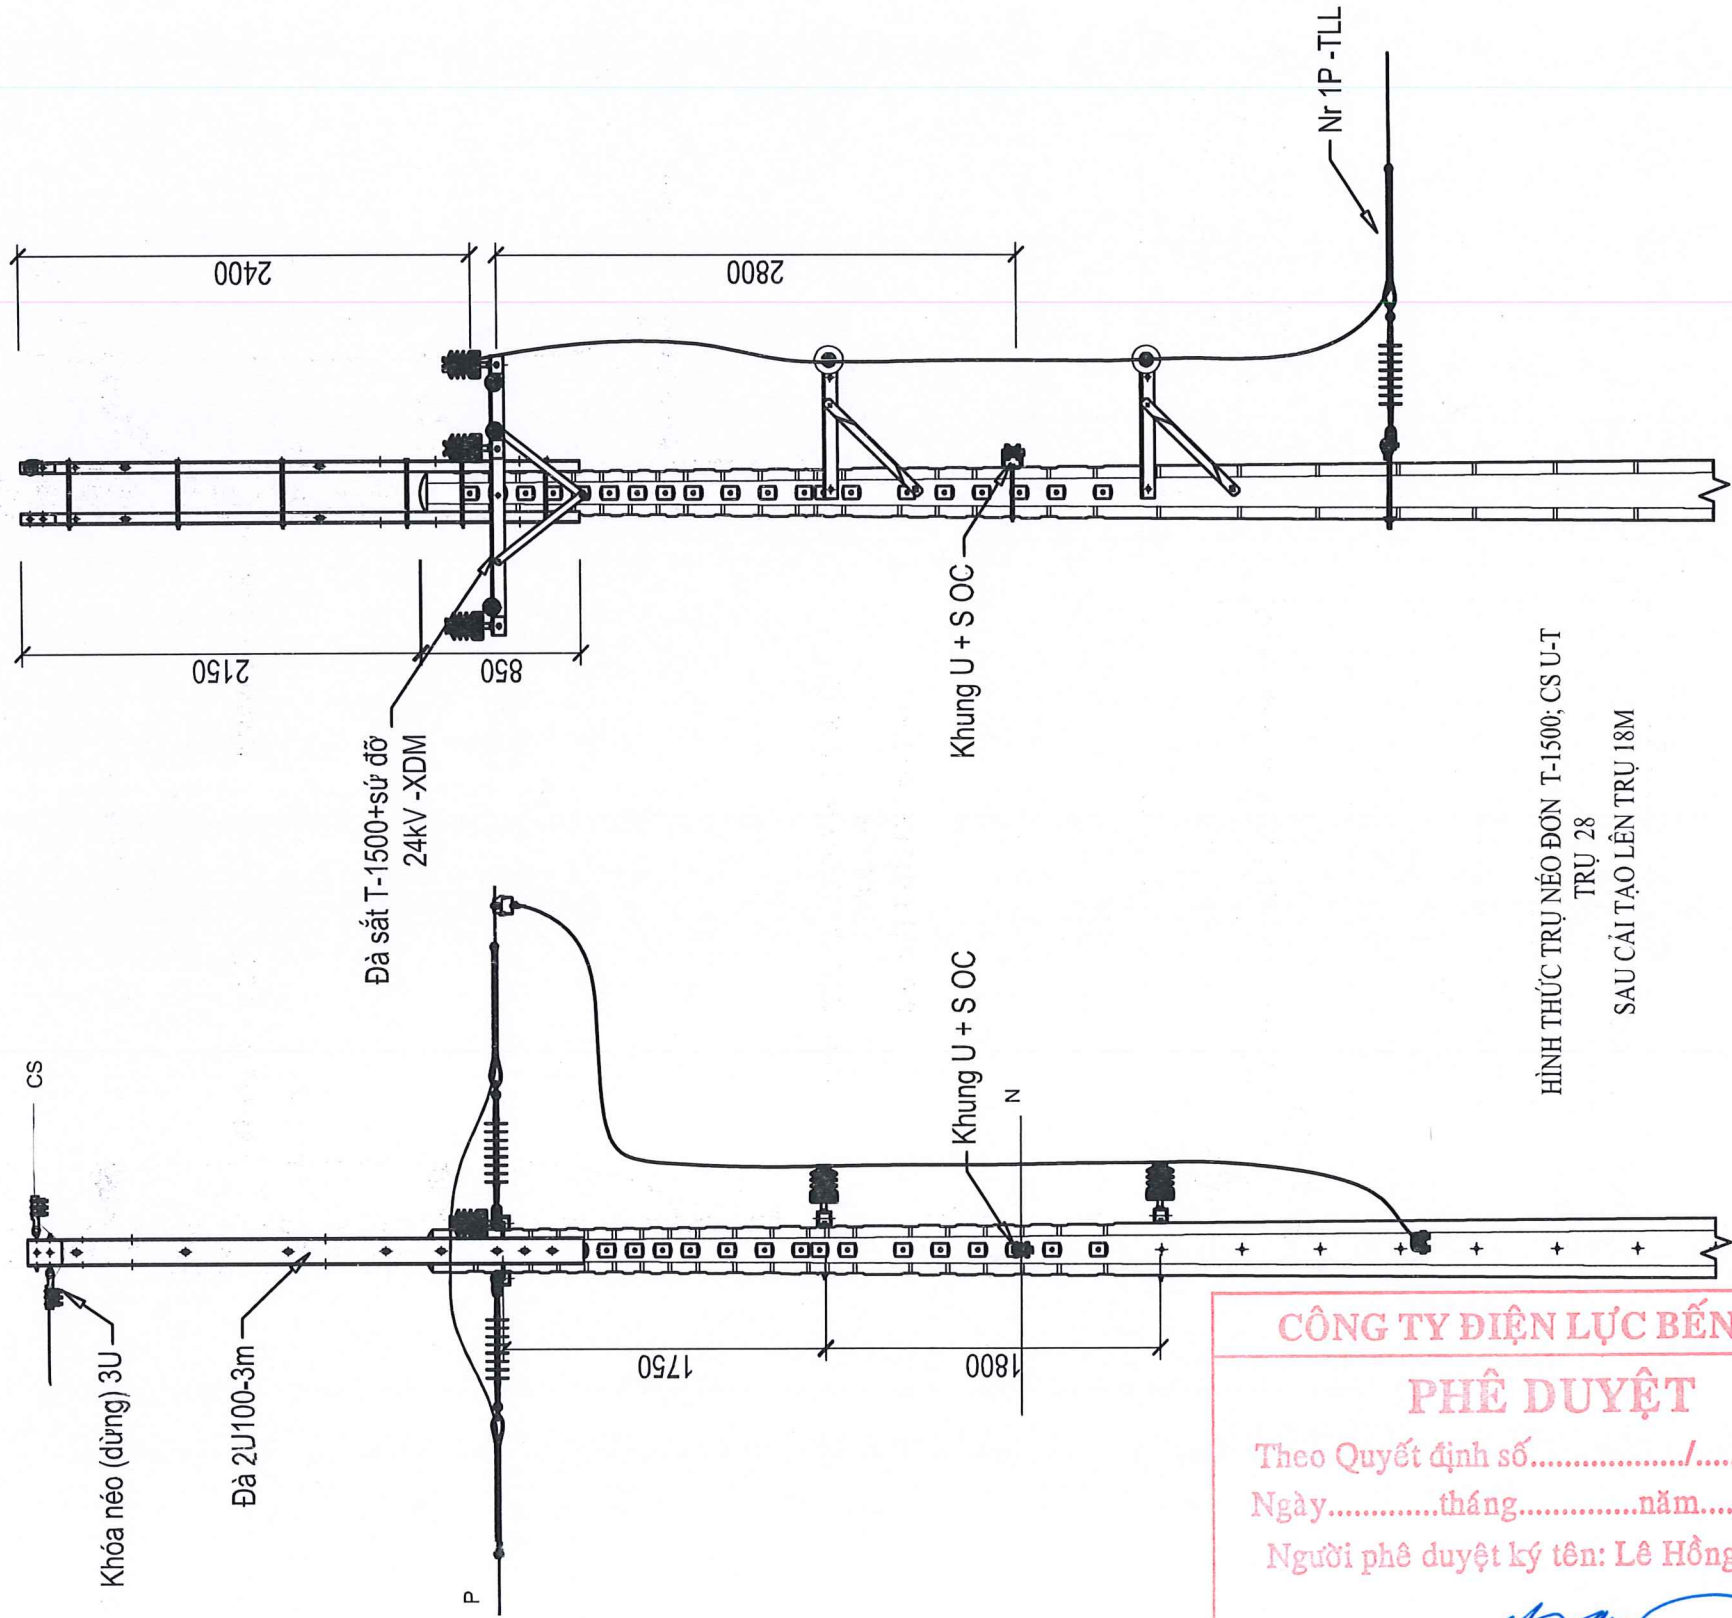 2400
2800
2150
850
Nr 1P -TLL
Đà sắt T-1500+sứ đỡ
24kV -XDM
Khung U + S OC
CS
Khóa néo (dừng) 3U
Đà 2U100-3m
P
Khung U + S OC
N
1750
1800
HÌNH THỨC TRỤ NÉO ĐƠN T-1500; CS U-T
TRỤ 28
SAU CẢI TẠO LÊN TRỤ 18M
CÔNG TY ĐIỆN LỰC BẾN
PHÊ DUYỆT
Theo Quyết định số................../.....
Ngày.............tháng..............năm.....
Người phê duyệt ký tên: Lê Hồng